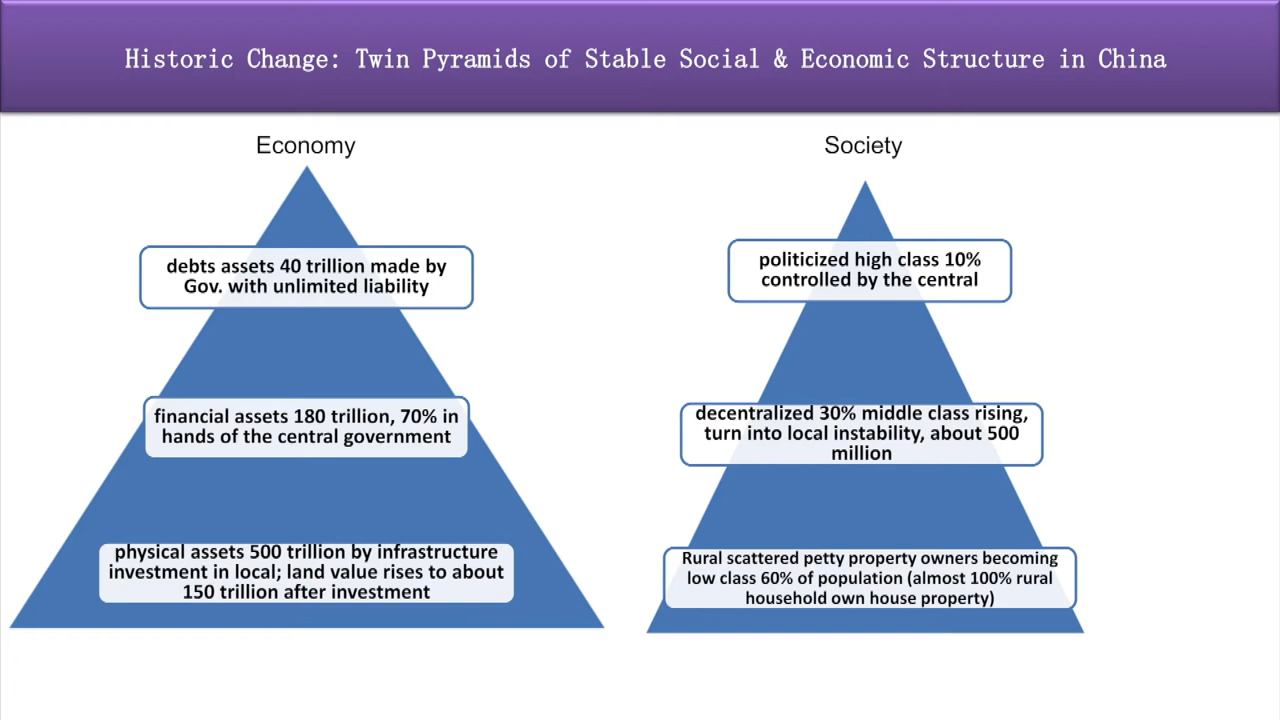 Historic Change: Twin Pyramids of Stable Social & Economic Structure in China
Economy
debts assets 40 trillion made by
Gov. with unlimited liability
financial assets 180 trillion, 70% in
hands of the central government
physical assets 500 trillion by infrastructure
investment in local; land value rises to about
150 trillion after investment
Society
politicized high class 10%
controlled by the central
decentralized 30% middle class rising,
turn into local instability, about 500
million
Rural scattered petty property owners becoming
low class 60% of population (almost 100% rural
household own house property)